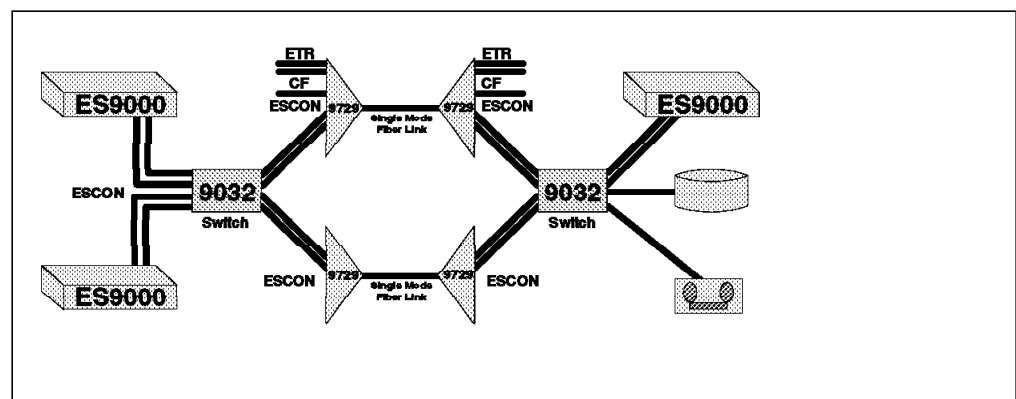 ETR
ETR
CF
CF
ES9000
ESCON
9729
9729
ESCON
ES9000
Single Mode
Fiber Link
ESCON
9032
9032
Switch
Switch
ES9000
ESCON
9729
9729
ESCON
Single Mode
Fiber Link